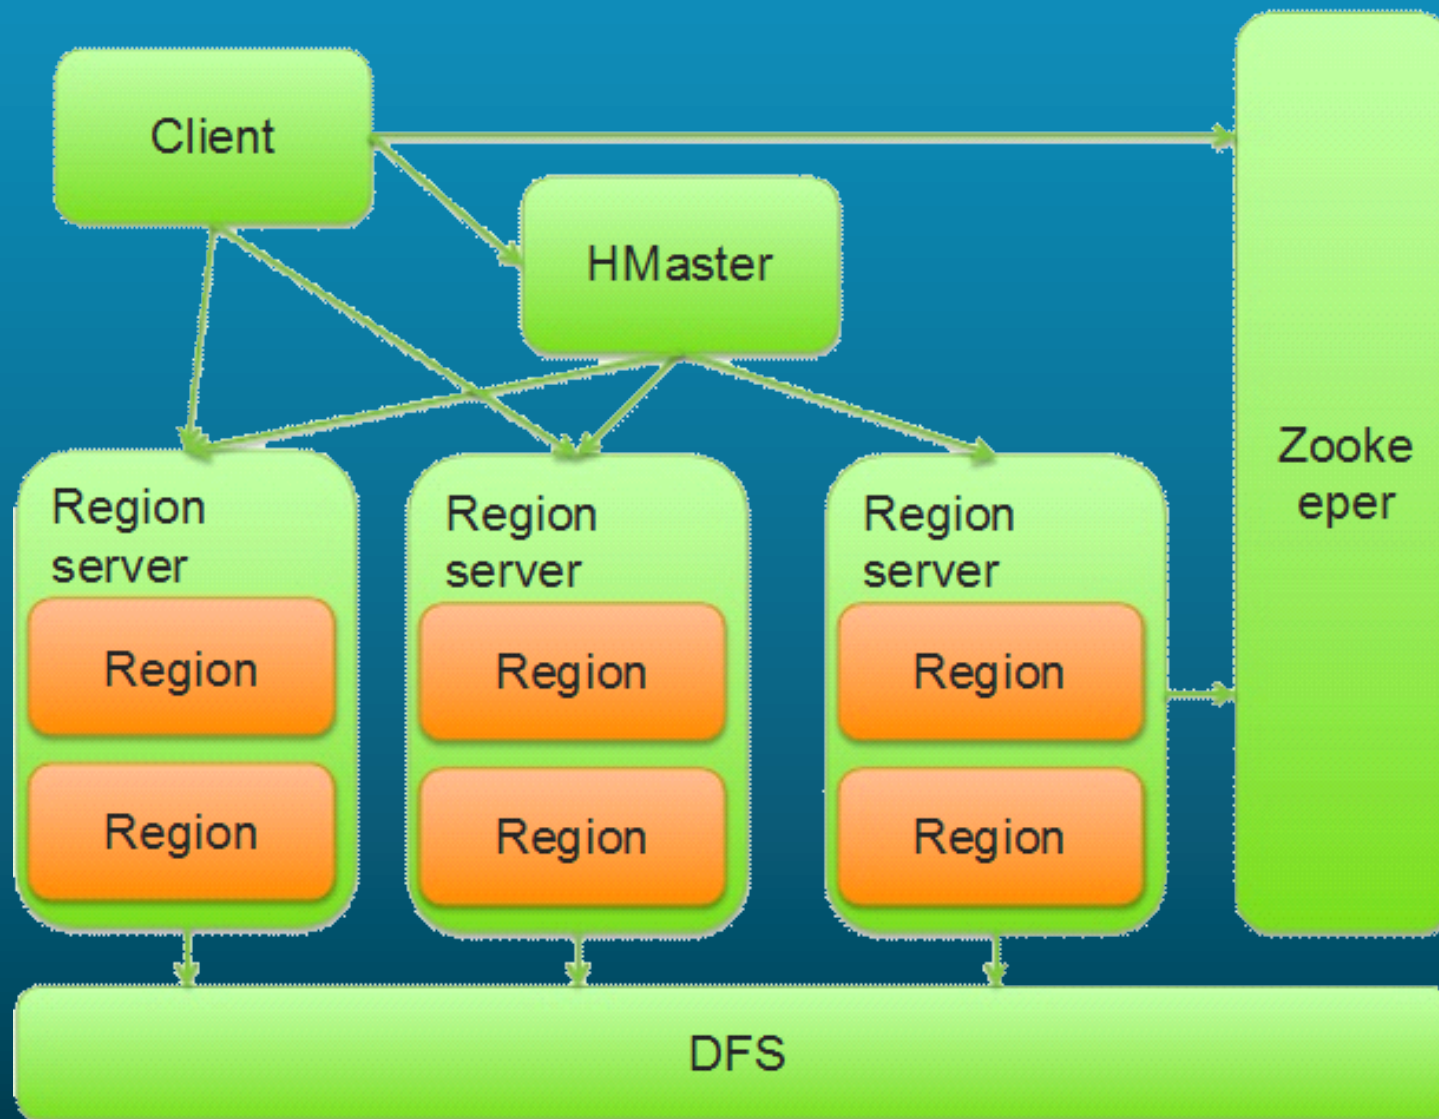 Client
HMaster
Zooke
eper
Region
server
Region
Region
Region
server
Region
Region
Region
server
Region
Region
DFS